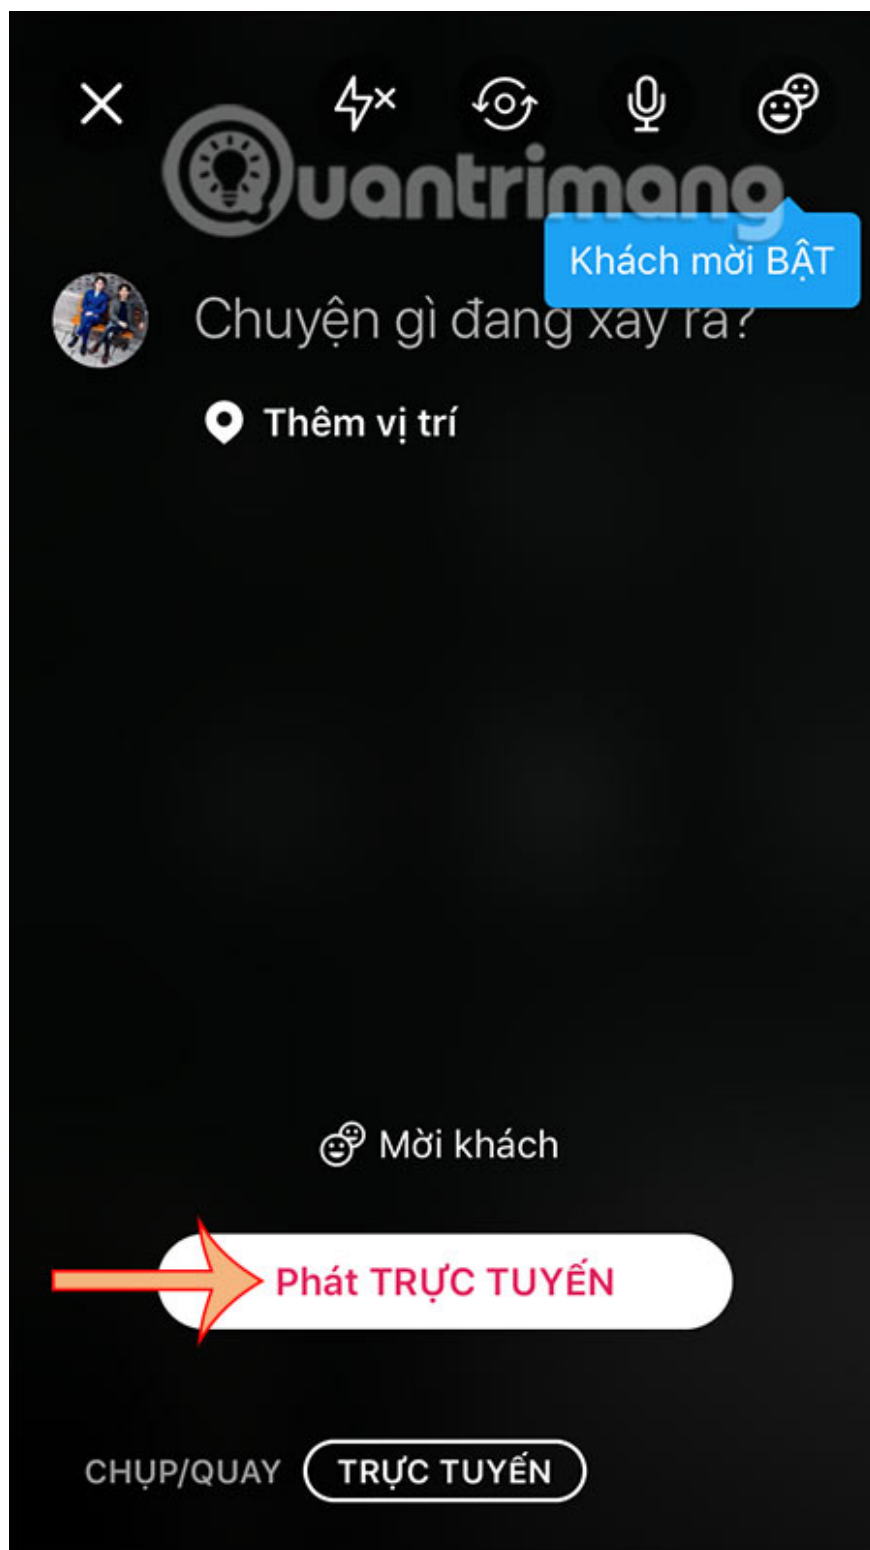 Quantrimang
Khách mời BẬT
Chuyện gì đang xảy ra?
Thêm vị trí
Mời khách
Phát TRỰC TUYẾN
CHỤP/QUAY
TRỰC TUYẾN